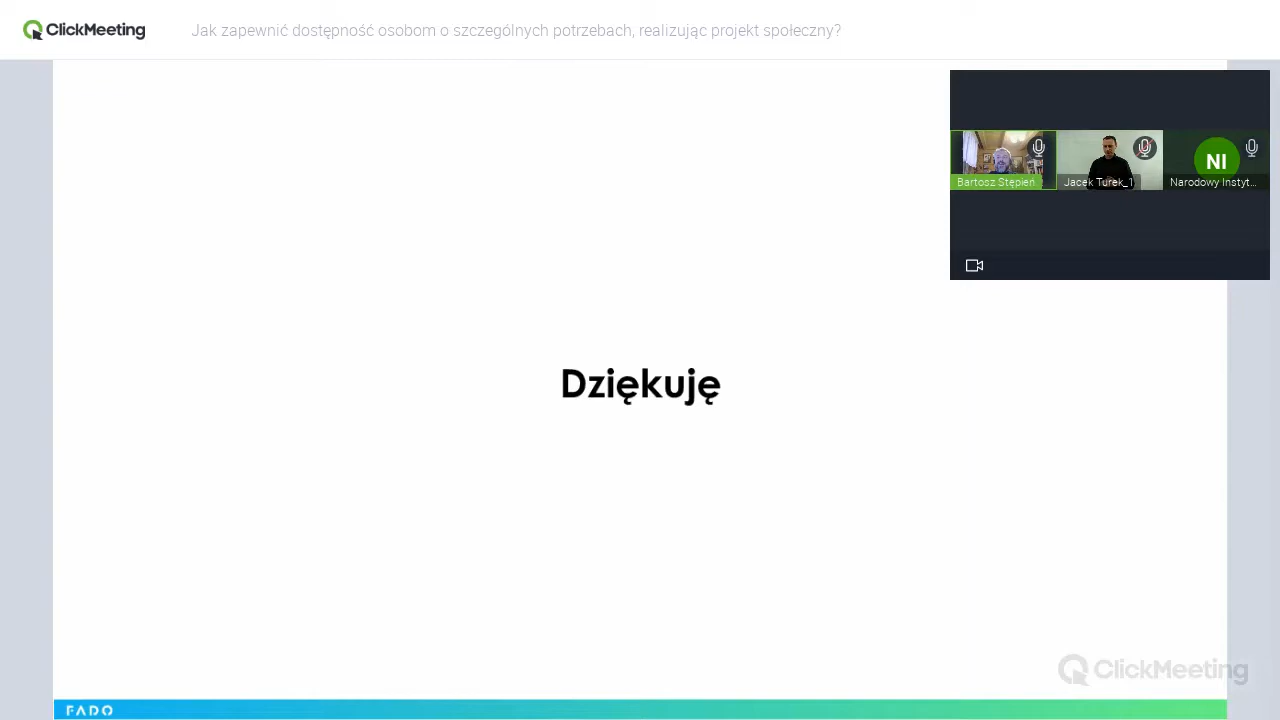 ClickMeeting
Jak zapewnić dostępność osobom o szczególnych potrzebach, realizując projekt społeczny?
Bartosz Stępień
Jacek Turek_1
NI
Narodowy Instyt...
Dziękuję
ClickMeeting
FADO